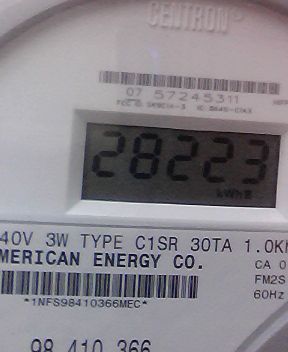 CENTRON®
07 57245311
28223
kWh
40V 3W TYPE C1SR 30TA 1.0K
MERICAN ENERGY CO.
CA 0
FM2S
60Hz
*1NFS98410366MEC*
98 410 366